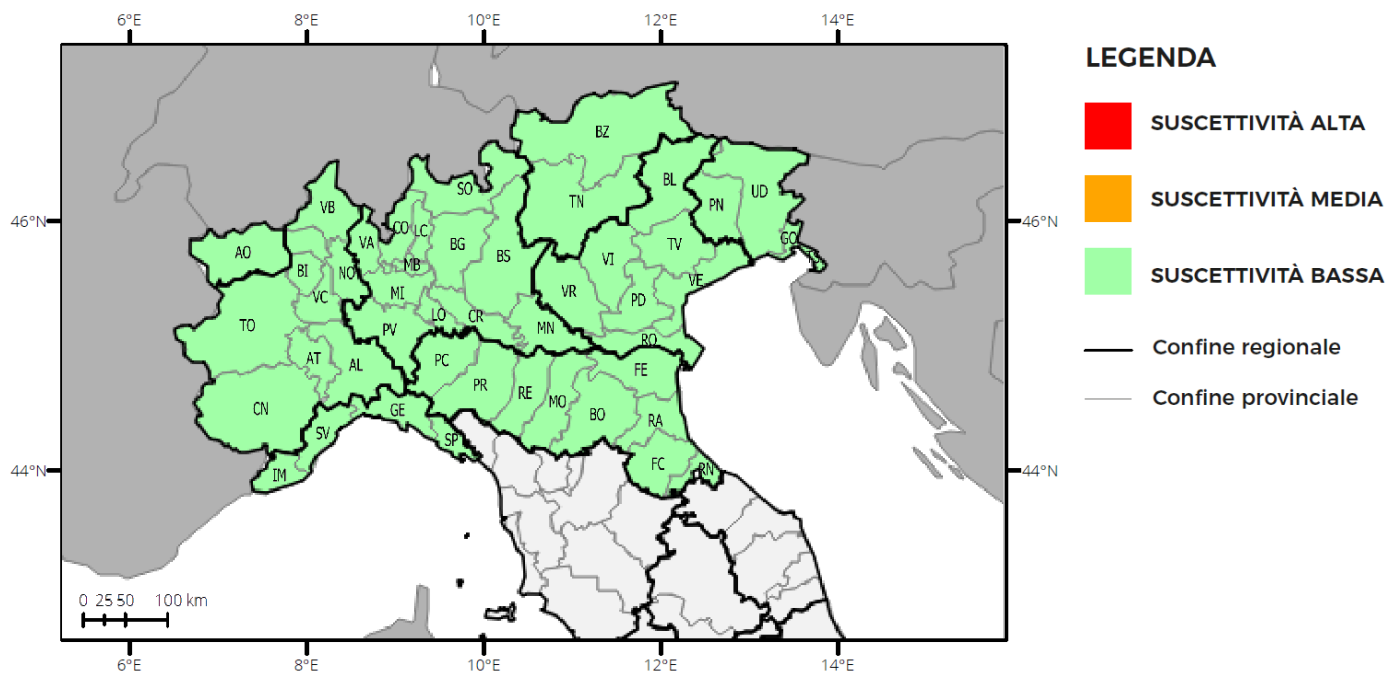 6°E 8°E 10°E 12°E 14°E
LEGENDA
SUSCETTIVITÀ ALTA
SUSCETTIVITÀ MEDIA
SUSCETTIVITÀ BASSA
Confine regionale
Confine provinciale
BZ
SO BL UD
VB TN PN
46°N 46°N
CO LC
VA BG TV GO
AO MB BS VI
BI NO VE
VC MI VR PD
TO LO CR MN
PV RO
AT AL PC FE
PR RE MO
CN GE BO RA
SV SP
44°N 44°N
IM FC RN
0 25 50 100 km
6°E 8°E 10°E 12°E 14°E